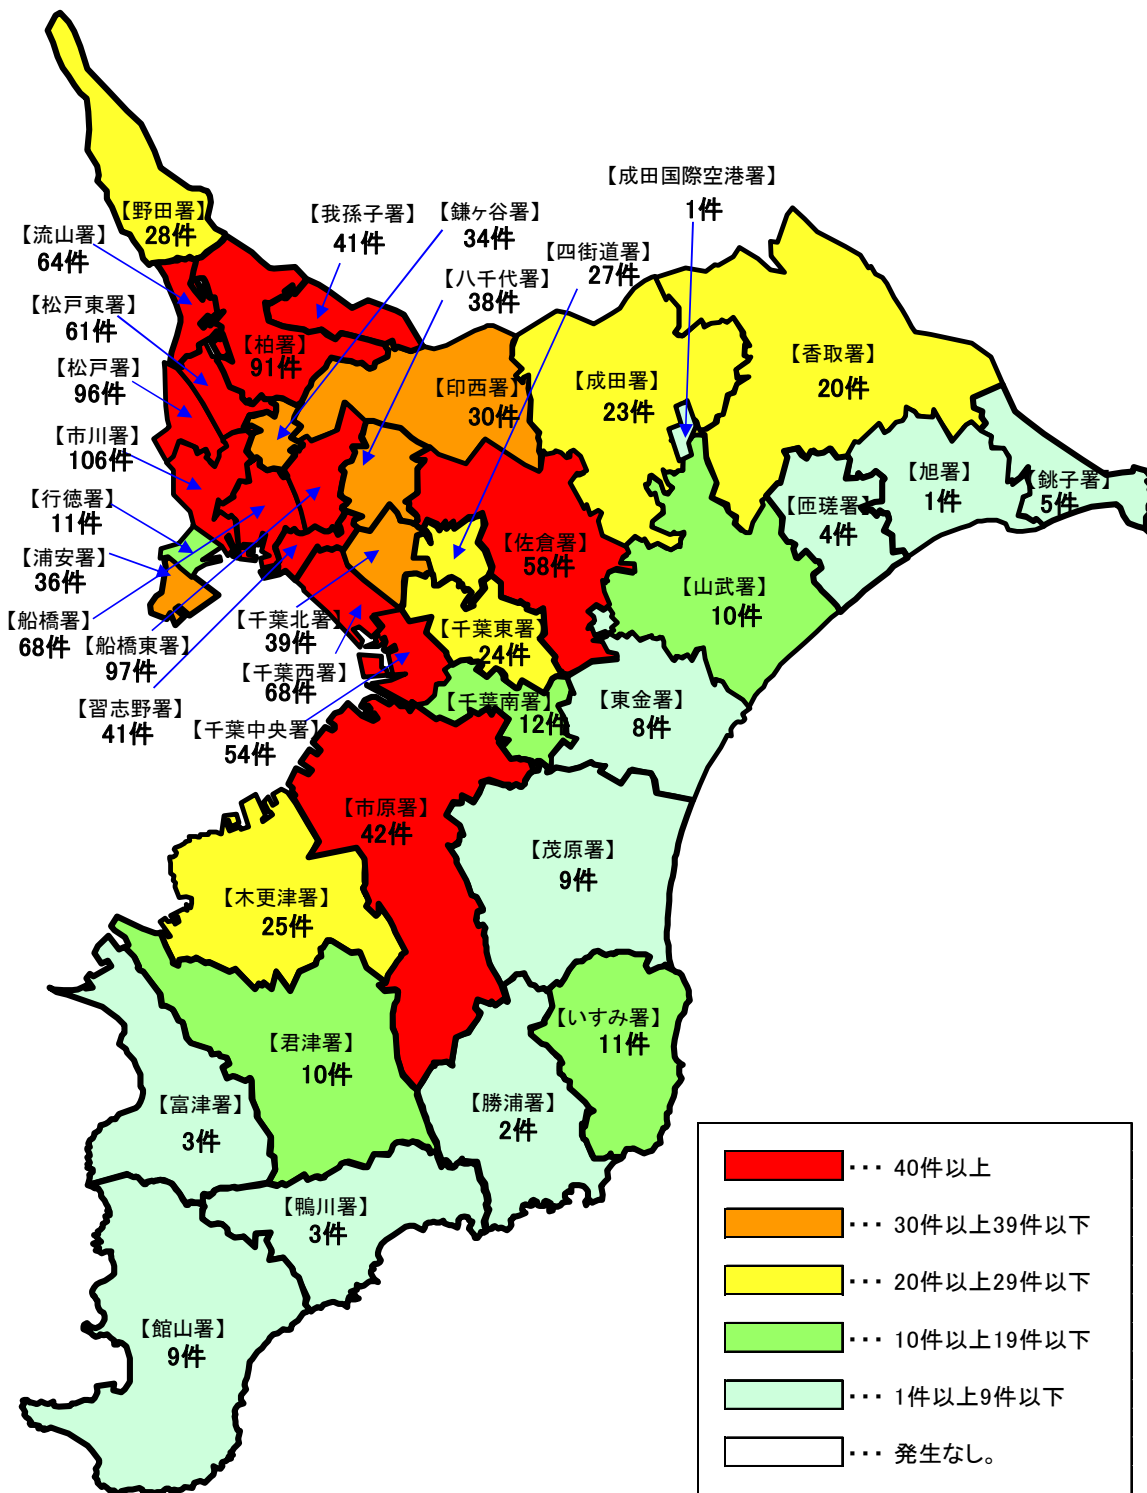 【成田国際空港署】
1件
【野田署】
28件
【我孫子署】
41件
【鎌ヶ谷署】
34件
【流山署】
64件
【四街道署】
27件
【八千代署】
38件
【松戸東署】
61件
【柏署】
91件
【香取署】
20件
【松戸署】
96件
【印西署】
30件
【成田署】
23件
【市川署】
106件
【旭署】
1件
【銚子署】
5件
【匝瑳署】
4件
【行徳署】
11件
【浦安署】
36件
【佐倉署】
58件
【山武署】
10件
【船橋署】
68件
【船橋東署】
97件
【千葉北署】
39件
【千葉東署】
24件
【千葉西署】
68件
【習志野署】
41件
【千葉中央署】
54件
【千葉南署】
12件
【東金署】
8件
【市原署】
42件
【茂原署】
9件
【木更津署】
25件
【君津署】
10件
【いすみ署】
11件
【富津署】
3件
【勝浦署】
2件
【鴨川署】
3件
【館山署】
9件
・・・ 40件以上
・・・ 30件以上39件以下
・・・ 20件以上29件以下
・・・ 10件以上19件以下
・・・ 1件以上9件以下
・・・ 発生なし。